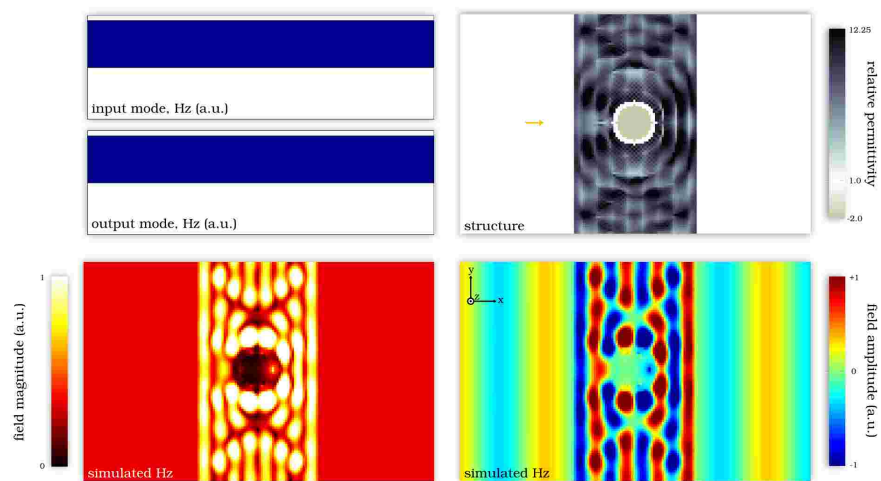 input mode, Hz (a.u.)
output mode, Hz (a.u.)
structure
12.25
1.0
-2.0
relative permittivity
field magnitude (a.u.)
1
0
simulated Hz
y
z
x
simulated Hz
+1
0
-1
field amplitude (a.u.)